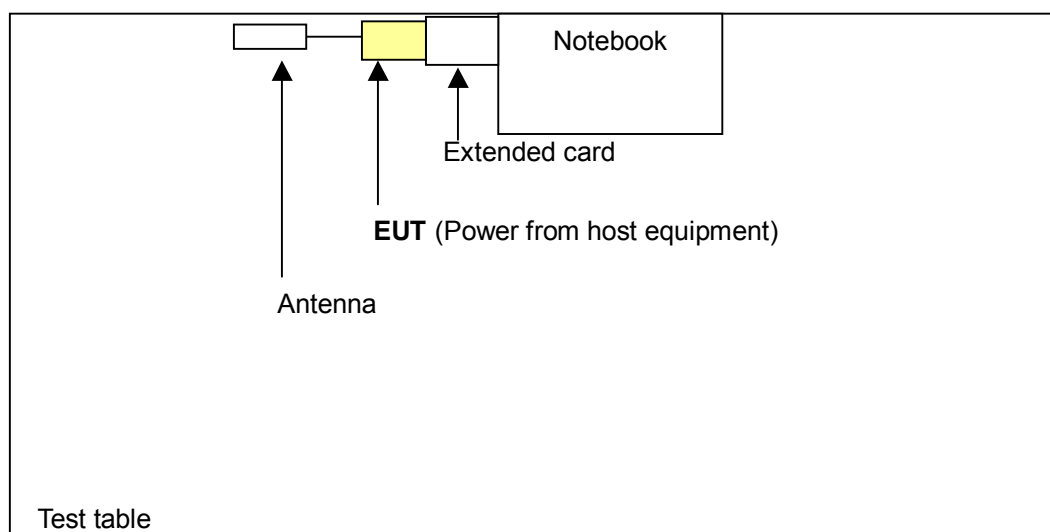 Notebook
Extended card
EUT (Power from host equipment)
Antenna
Test table